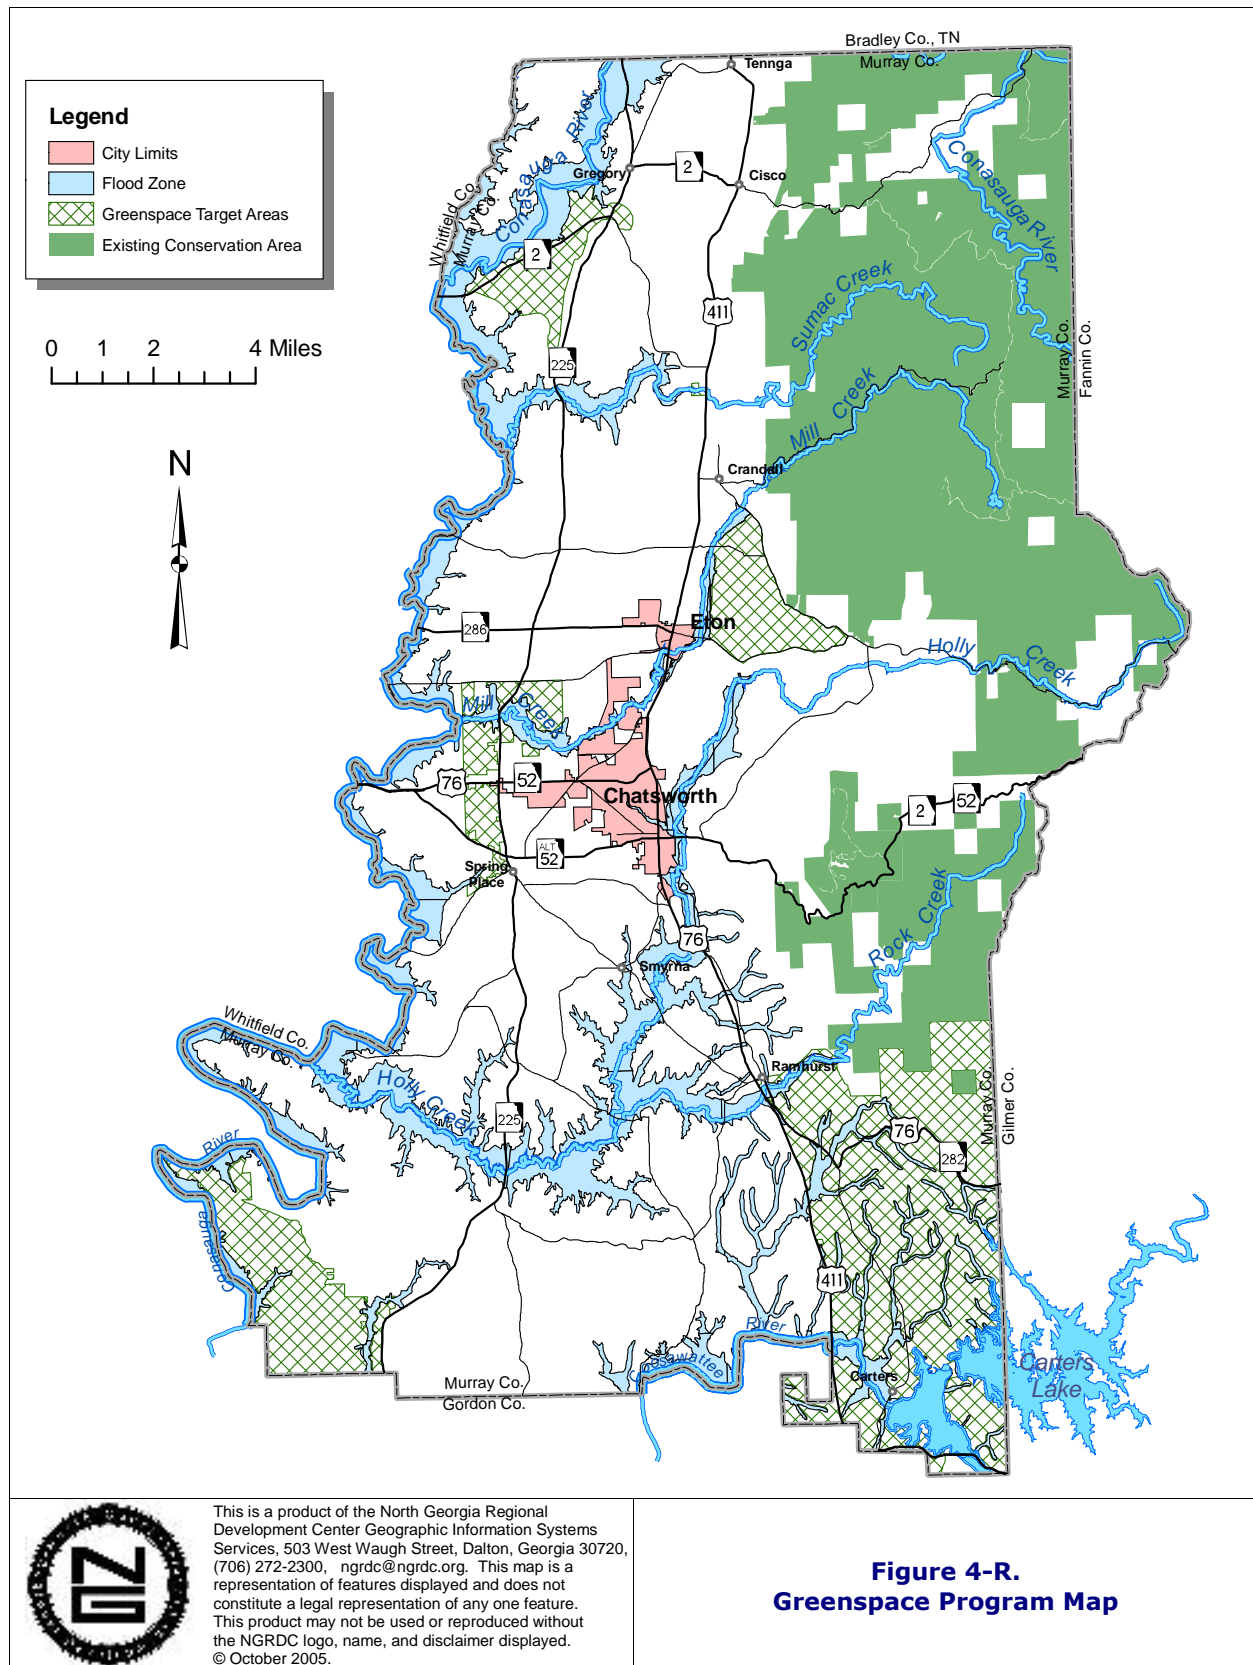 Bradley Co., TN
Murray Co.
Tennga
Legend
City Limits
Flood Zone
Greenspace Target Areas
Existing Conservation Area
0 1 2 4 Miles
N
Conasauga River
Gregory
2
Cisco
Whitfield Co.
Murray Co.
2
Conasauga River
411
Sumac Creek
225
Murray Co.
Fannin Co.
Mill Creek
Crandall
286
Eton
Holly Creek
Mill Creek
76
52
Chatsworth
2
52
ALT
52
Spring
Place
76
Smyrna
Rock Creek
Whitfield Co.
Murray Co.
Holly Creek
225
Ramhurst
76
282
Murray Co.
Gilmer Co.
River
Conasauga
411
River
Coosawattee
Carters
Carters
Lake
Murray Co.
Gordon Co.
NG
This is a product of the North Georgia Regional
Development Center Geographic Information Systems
Services, 503 West Waugh Street, Dalton, Georgia 30720,
(706) 272-2300, ngrdc@ngrdc.org. This map is a
representation of features displayed and does not
constitute a legal representation of any one feature.
This product may not be used or reproduced without
the NGRDC logo, name, and disclaimer displayed.
© October 2005.
Figure 4-R.
Greenspace Program Map